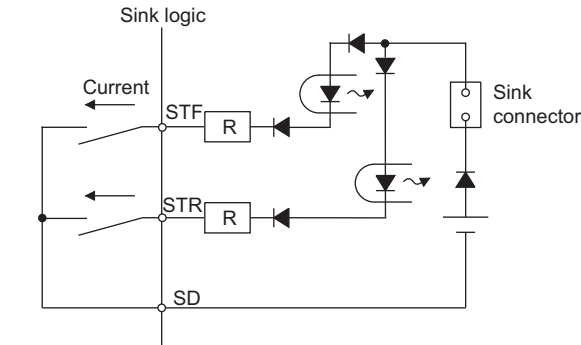 Sink logic
Current
STF
R
Sink
connector
STR
R
SD